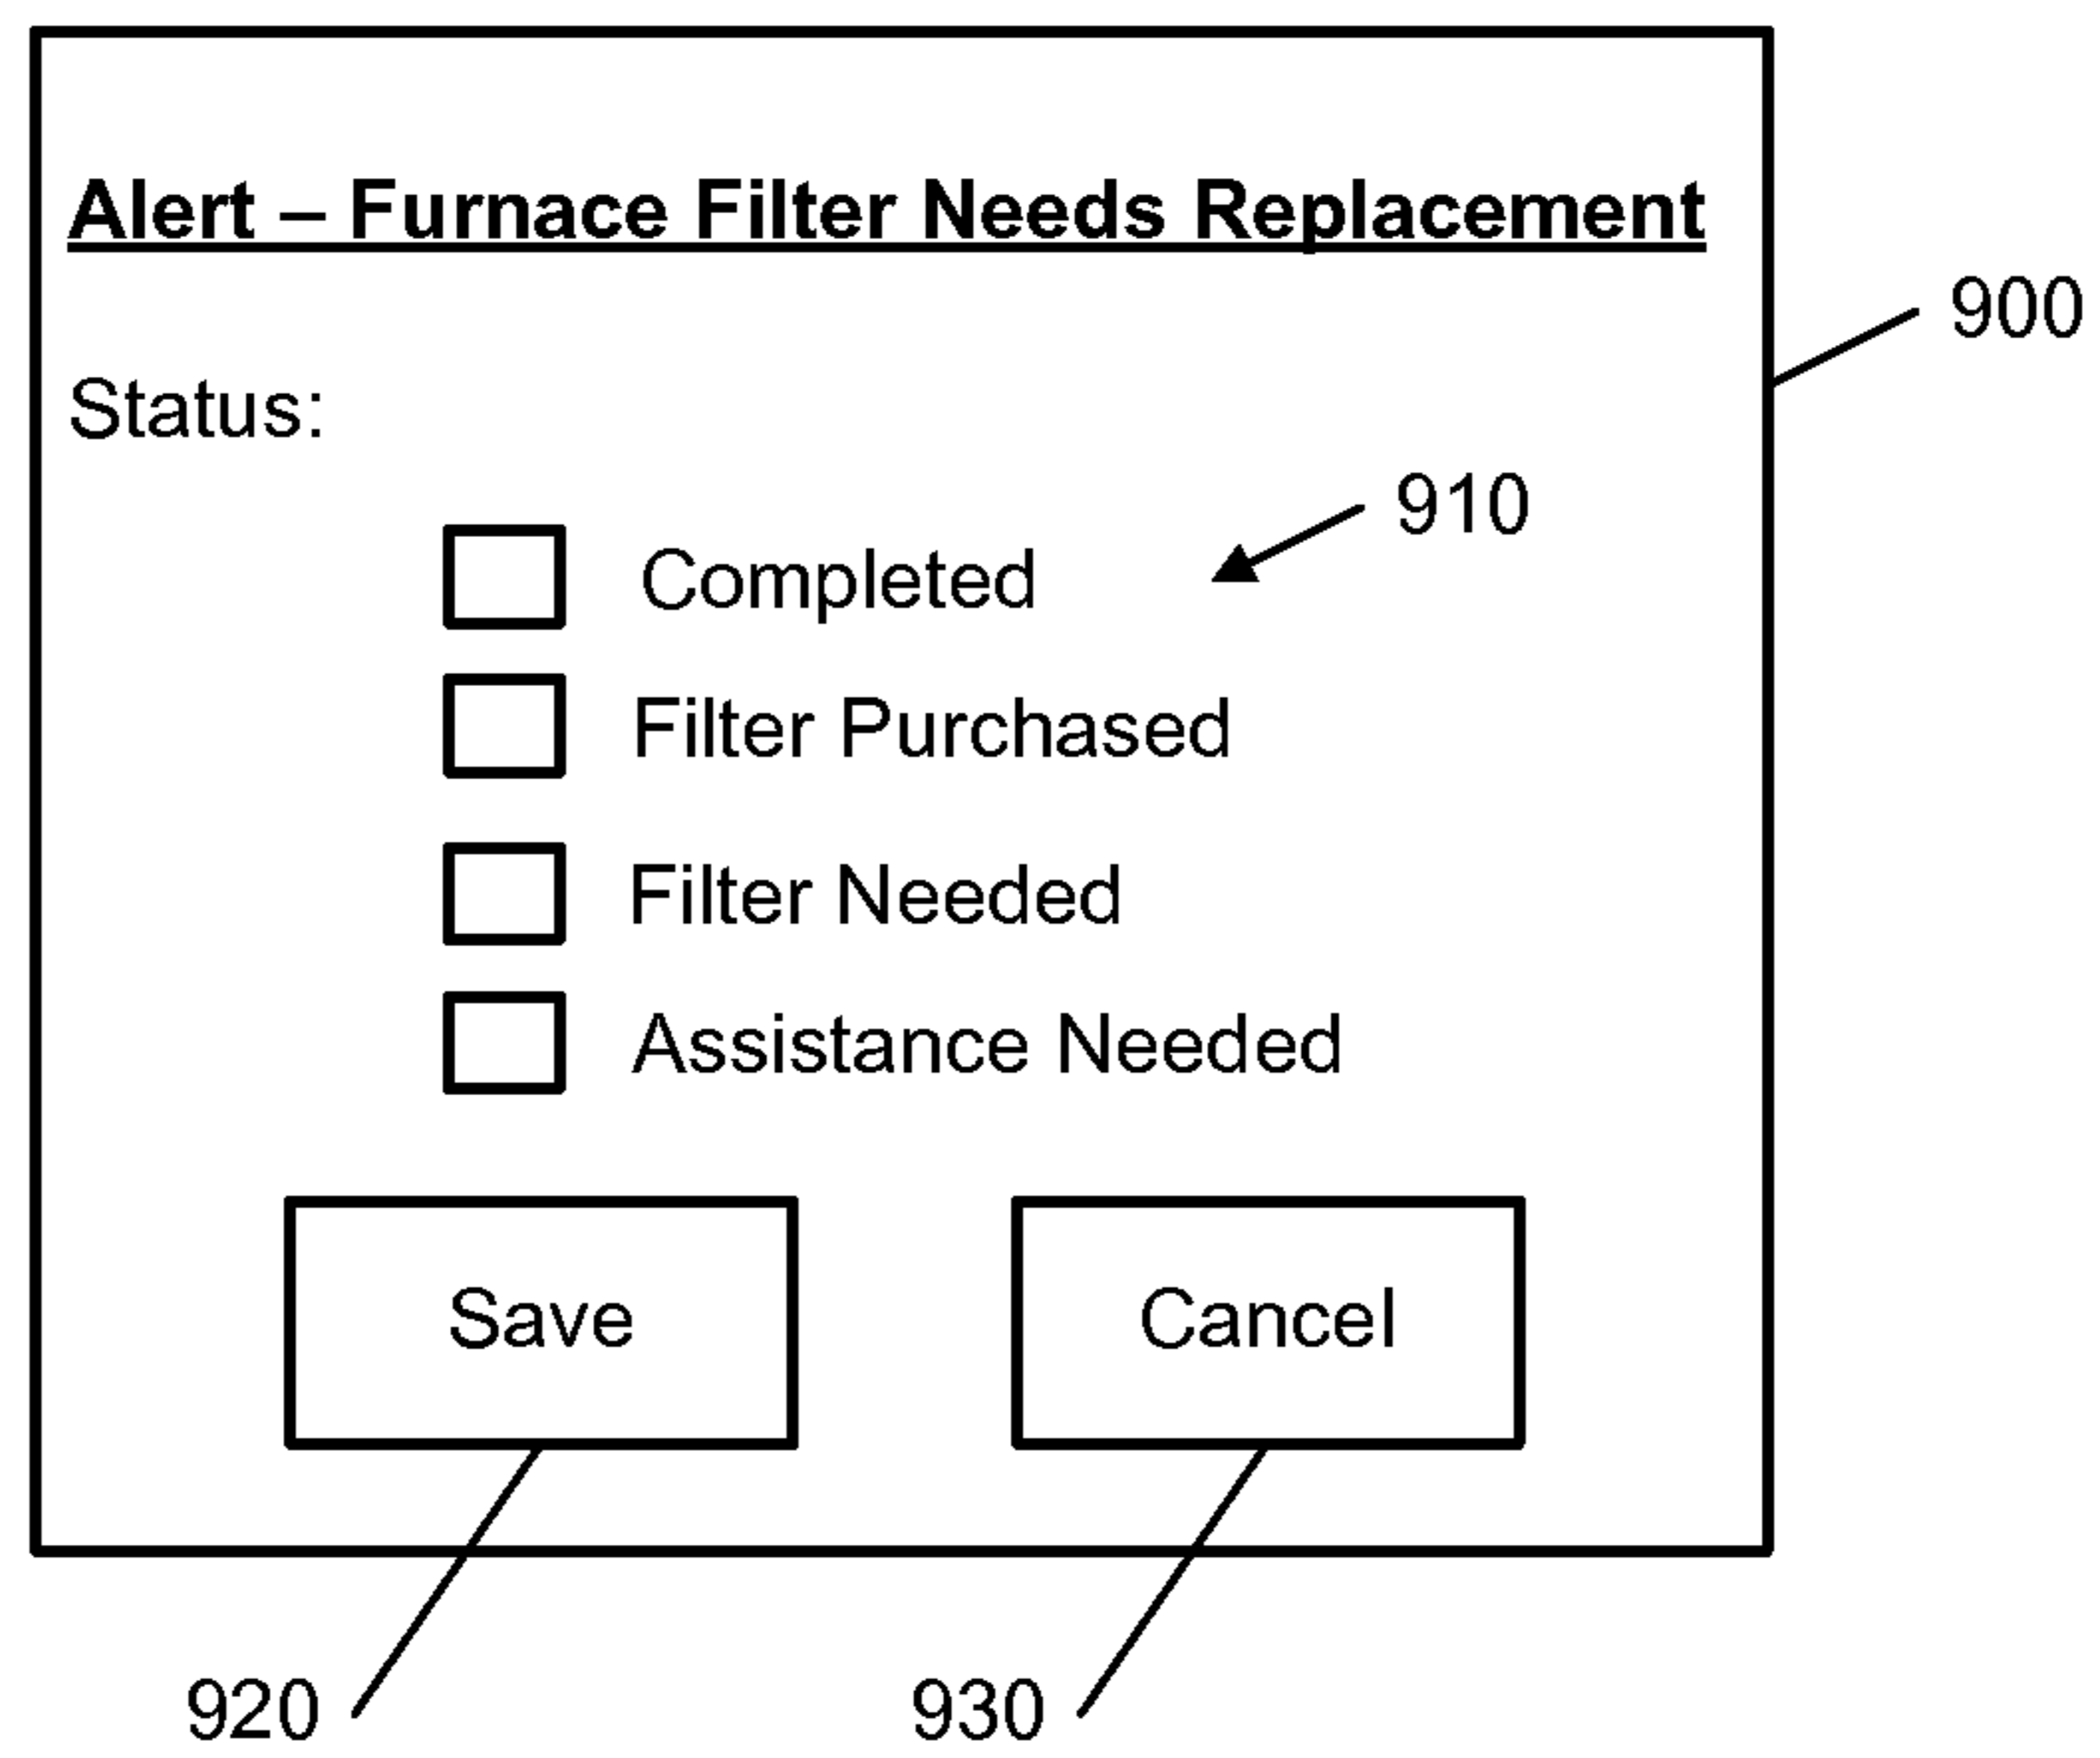 Alert – Furnace Filter Needs Replacement
900
Status:
910
Completed
Filter Purchased
Filter Needed
Assistance Needed
Save
Cancel
920
930